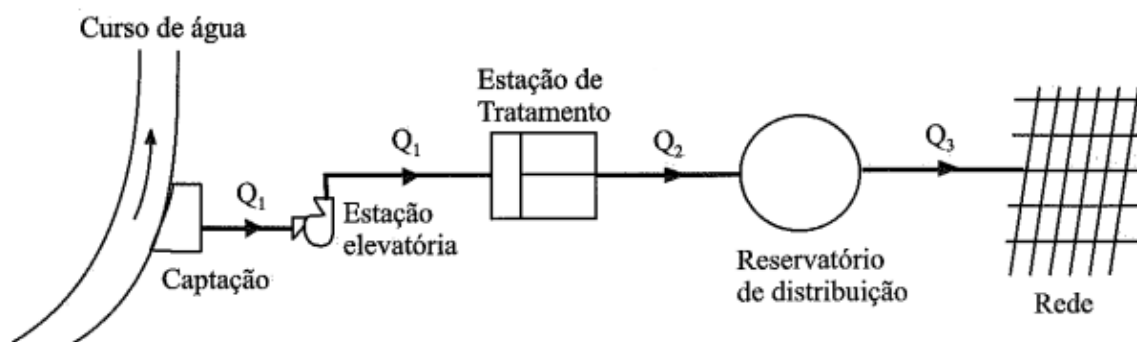 Curso de água
Captação
Q₁
Estação
elevatória
Q₁
Estação de
Tratamento
Q₂
Reservatório
de distribuição
Q₃
Rede